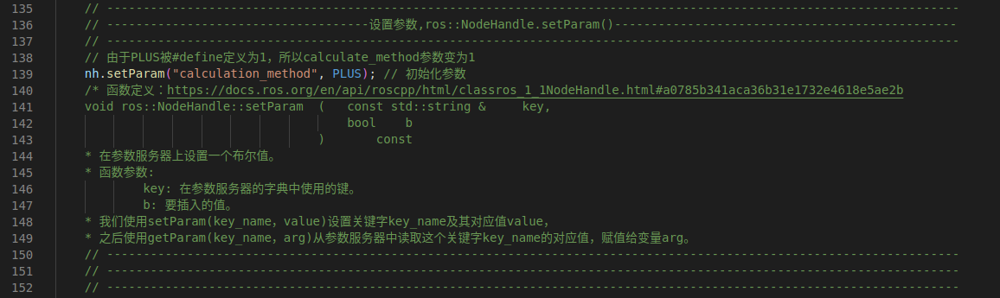 135 // -----------------------------------------------------------------------------------------------------------------------
136 // ------------------------------------设置参数,ros::NodeHandle.setParam()-----------------------------------------------
137 // -----------------------------------------------------------------------------------------------------------------------
138 // 由于PLUS被#define定义为1，所以calculate_method参数变为1
139 nh.setParam("calculation_method", PLUS); // 初始化参数
140 /* 函数定义：https://docs.ros.org/en/api/roscpp/html/classros_1_1NodeHandle.html#a0785b341aca36b31e1732e4618e5ae2b
141 void ros::NodeHandle::setParam ( const std::string & key,
142 bool b
143 ) const
144 * 在参数服务器上设置一个布尔值。
145 * 函数参数:
146 key: 在参数服务器的字典中使用的键。
147 b: 要插入的值。
148 * 我们使用setParam(key_name，value)设置关键字key_name及其对应值value，
149 * 之后使用getParam(key_name，arg)从参数服务器中读取这个关键字key_name的对应值，赋值给变量arg。
150 // -----------------------------------------------------------------------------------------------------------------------
151 // -----------------------------------------------------------------------------------------------------------------------
152 // -----------------------------------------------------------------------------------------------------------------------